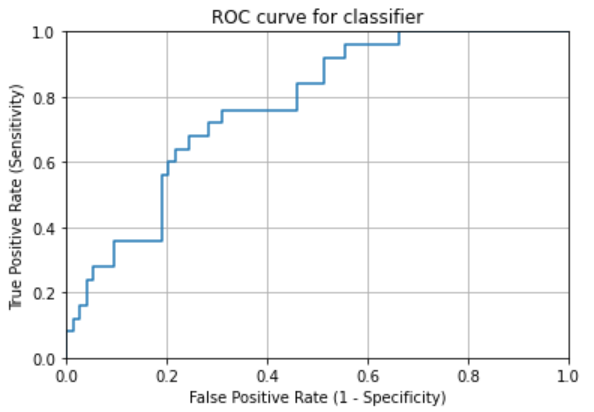 ROC curve for classifier
1.0
0.8
0.6
0.4
0.2
0.0
True Positive Rate (Sensitivity)
0.0 0.2 0.4 0.6 0.8 1.0
False Positive Rate (1 - Specificity)